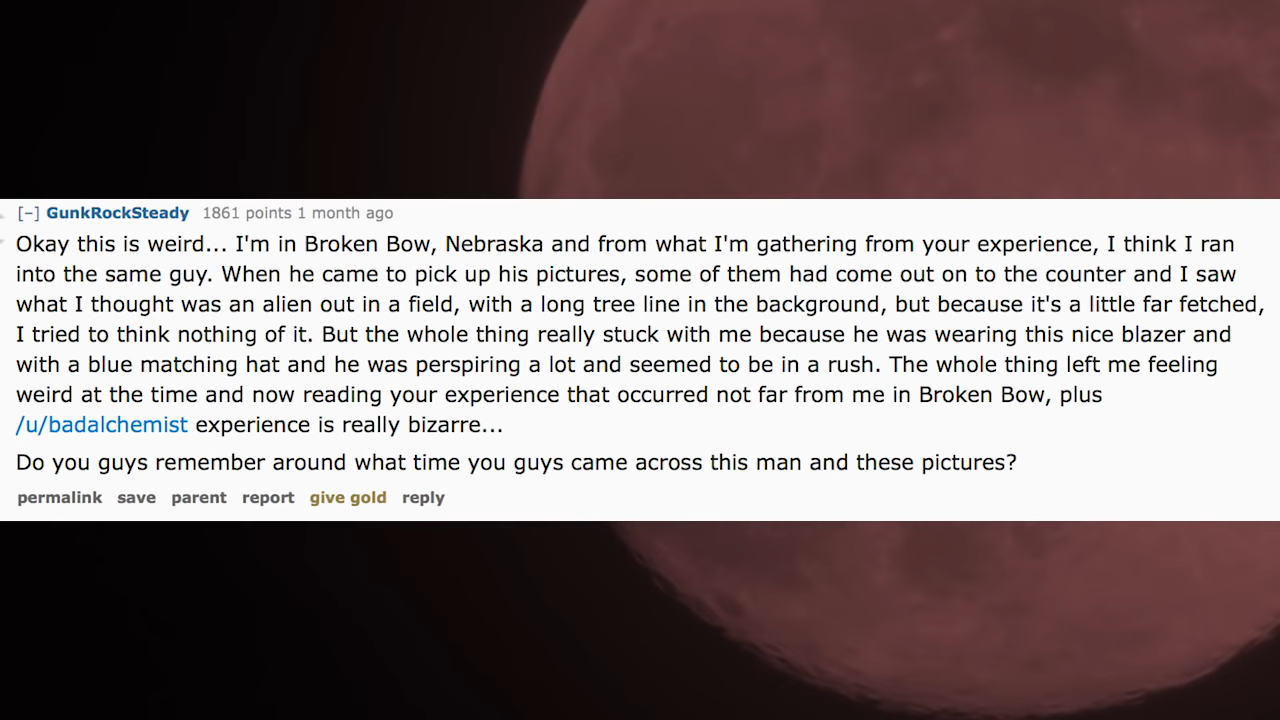 [–] GunkRockSteady 1861 points 1 month ago
Okay this is weird... I'm in Broken Bow, Nebraska and from what I'm gathering from your experience, I think I ran
into the same guy. When he came to pick up his pictures, some of them had come out on to the counter and I saw
what I thought was an alien out in a field, with a long tree line in the background, but because it's a little far fetched,
I tried to think nothing of it. But the whole thing really stuck with me because he was wearing this nice blazer and
with a blue matching hat and he was perspiring a lot and seemed to be in a rush. The whole thing left me feeling
weird at the time and now reading your experience that occurred not far from me in Broken Bow, plus
/u/badalchemist experience is really bizarre...
Do you guys remember around what time you guys came across this man and these pictures?
permalink save parent report give gold reply